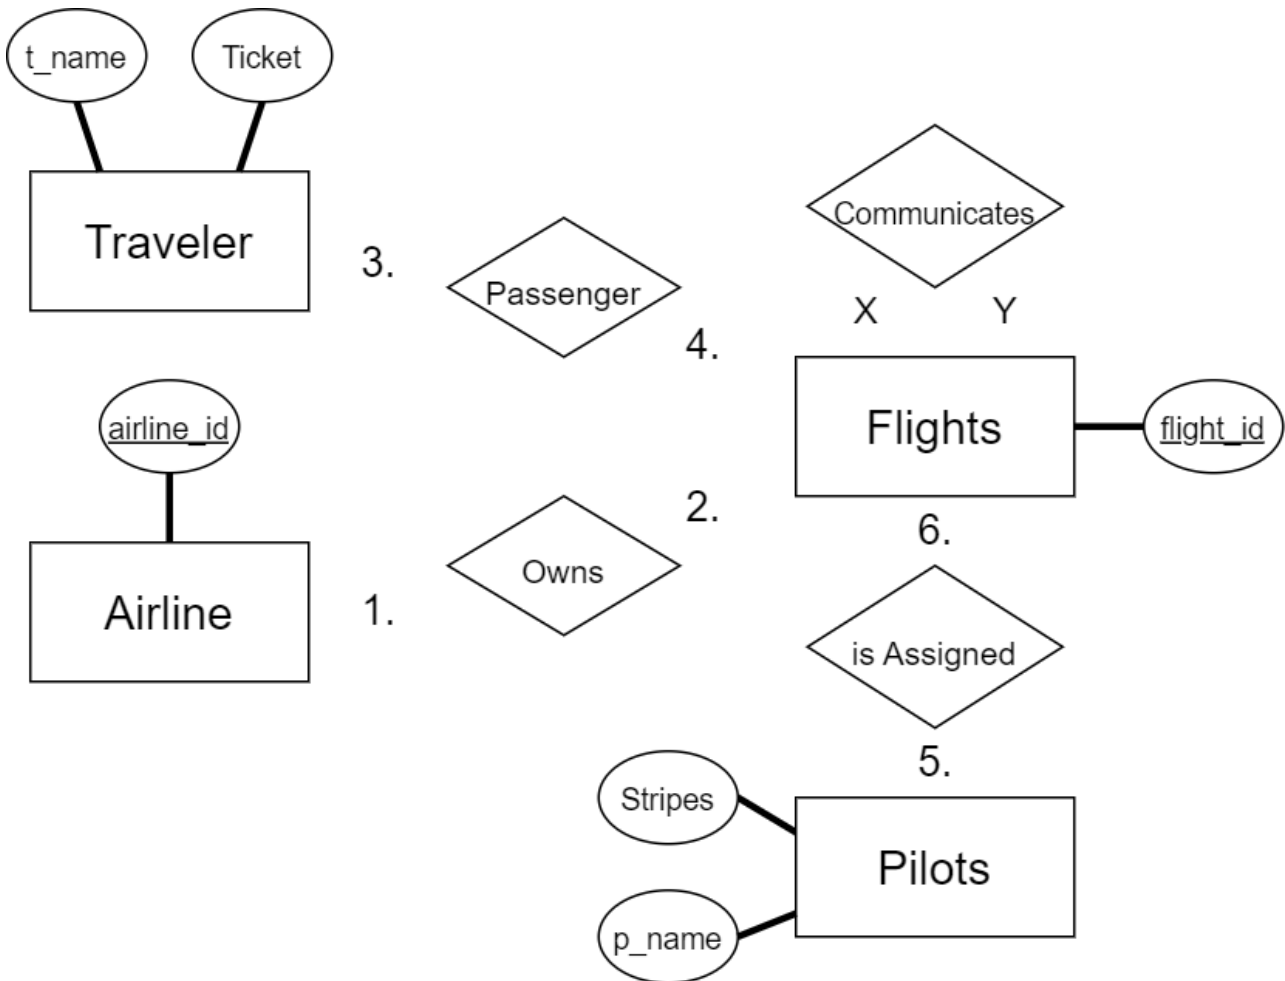 t_name
Ticket
Traveler
3.
Passenger
4.
Communicates
X
Y
Flights
flight_id
airline_id
Airline
1.
Owns
2.
6.
is Assigned
5.
Stripes
p_name
Pilots